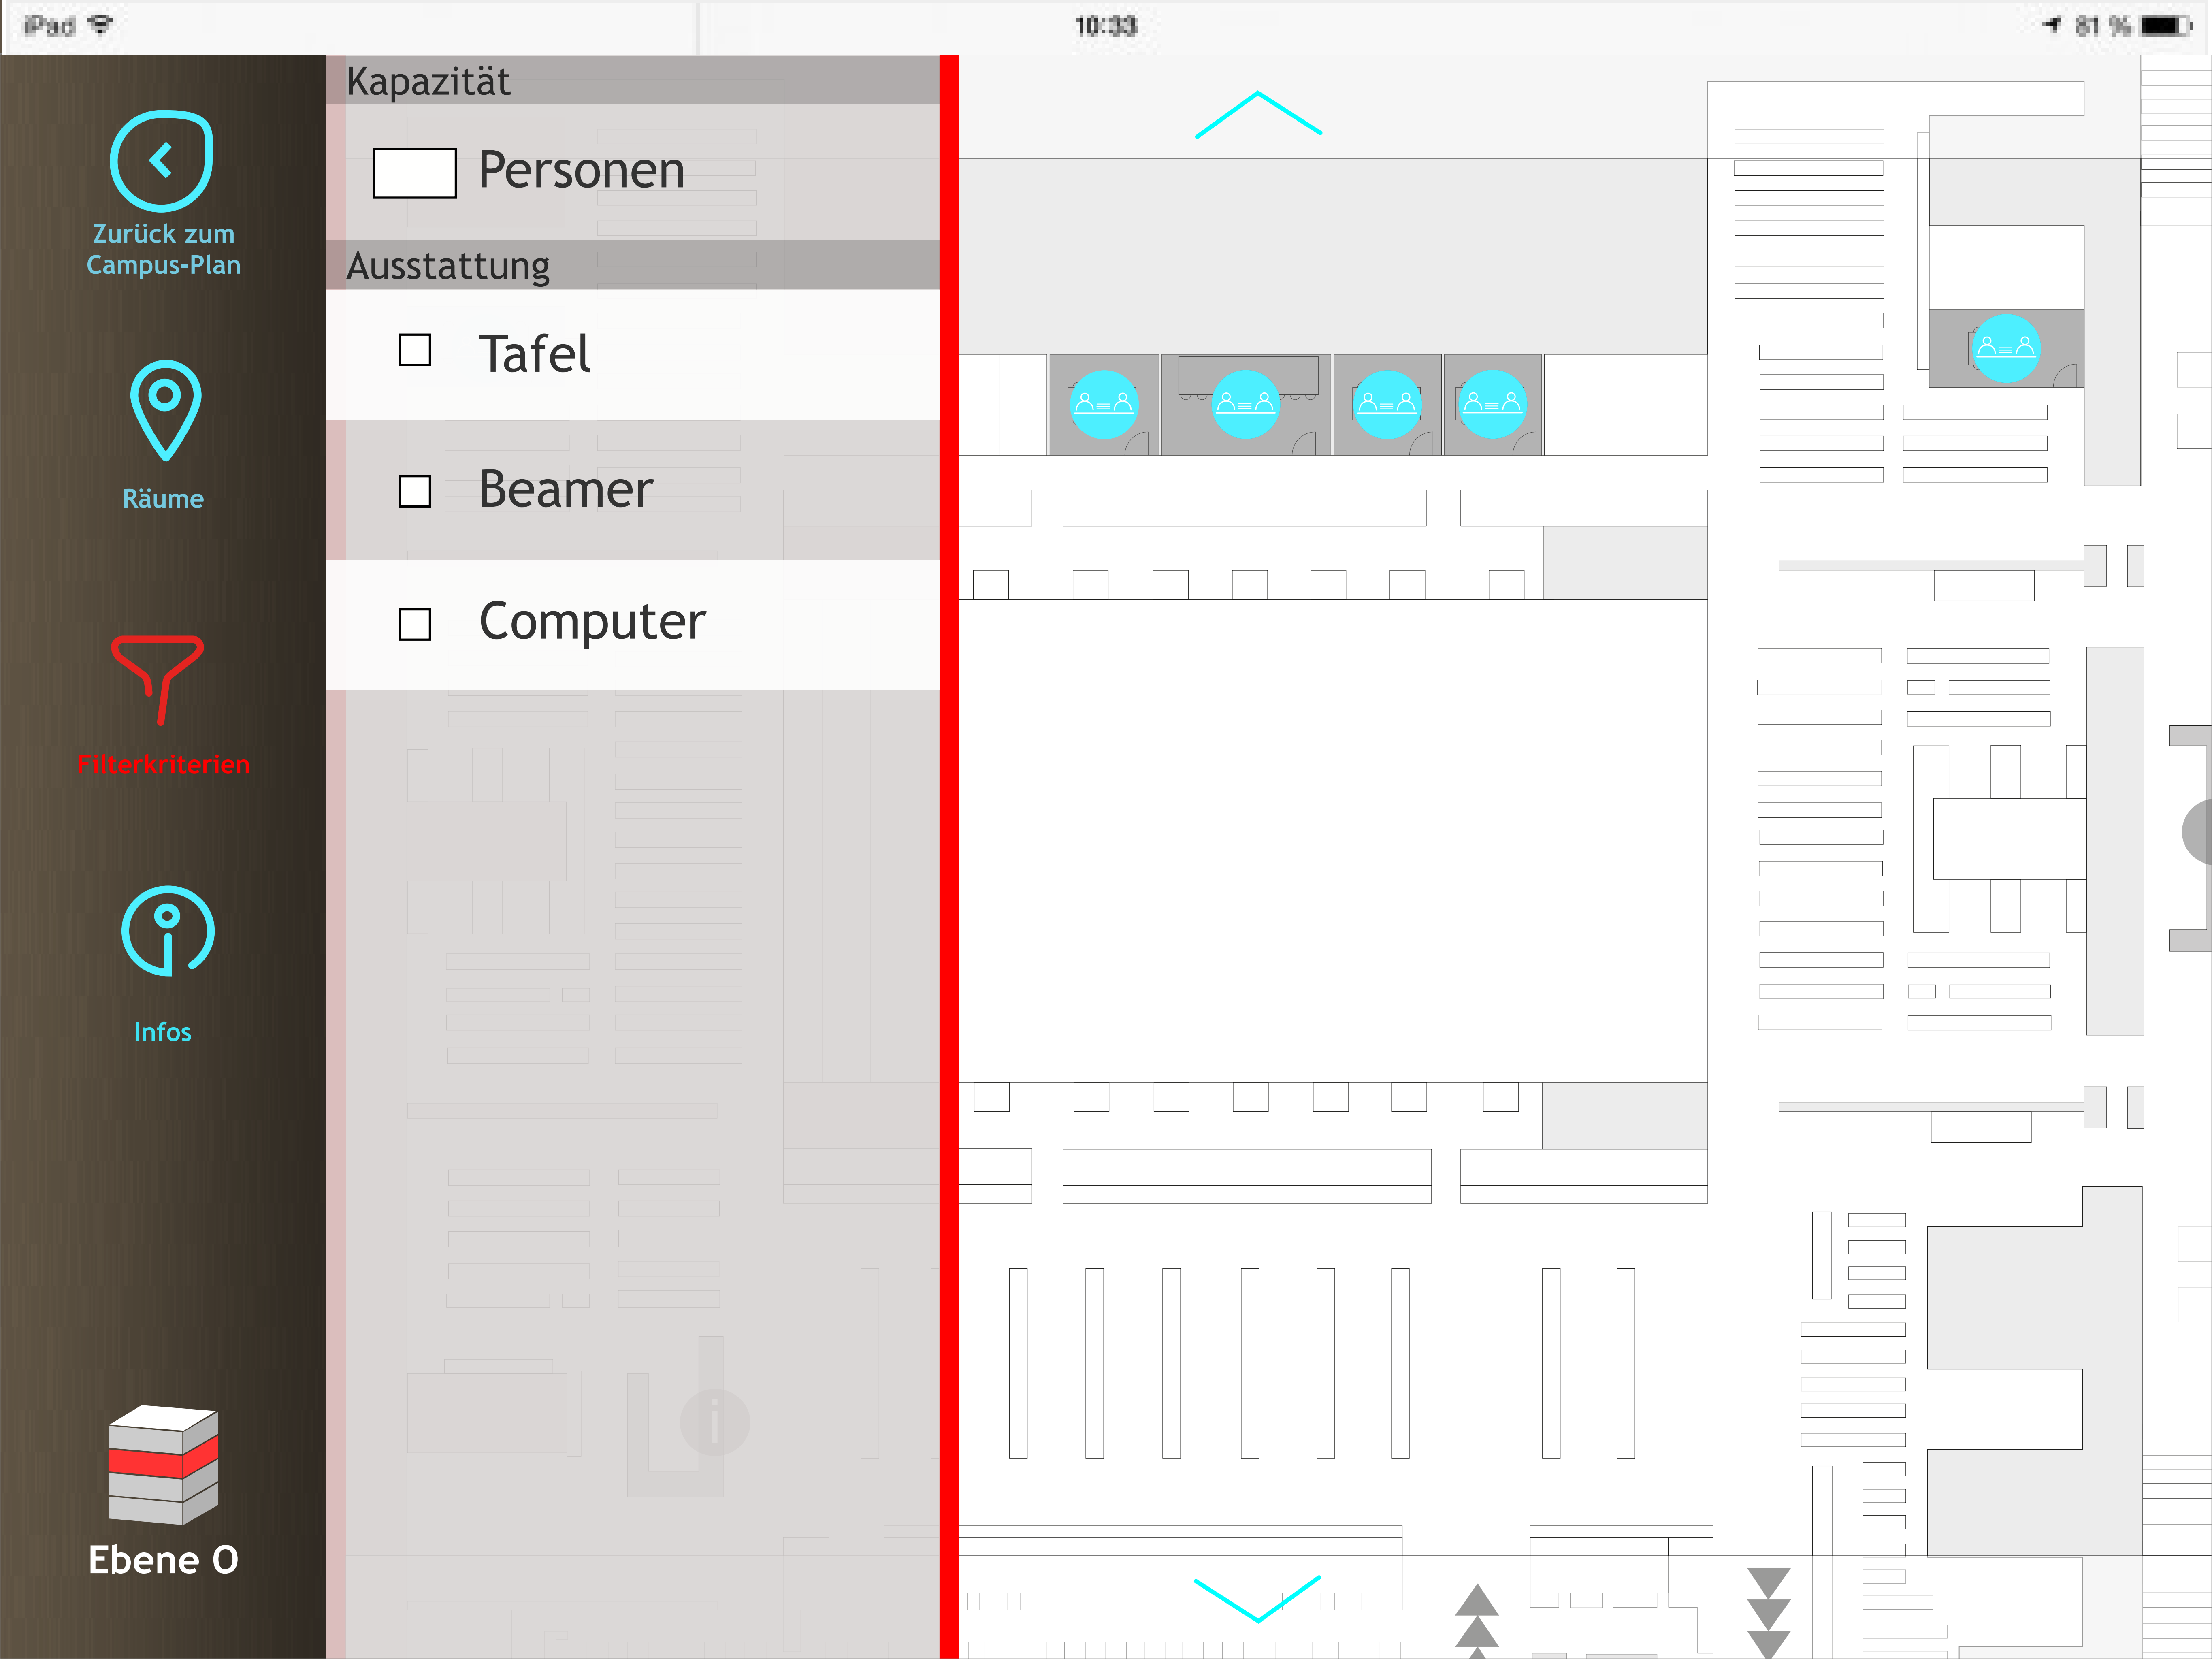 iPad
10:33
81 %
Zurück zum
Campus-Plan
Räume
Filterkriterien
Infos
Ebene 0
Kapazität
Personen
Ausstattung
Tafel
Beamer
Computer
i